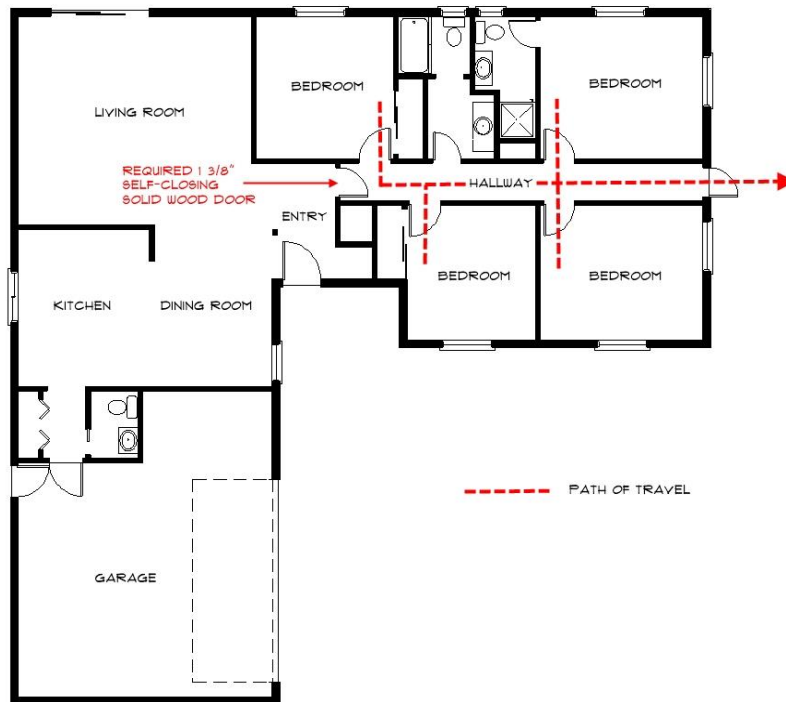 BEDROOM
BEDROOM
LIVING ROOM
REQUIRED 1 3/8"
SELF-CLOSING
SOLID WOOD DOOR
HALLWAY
ENTRY
BEDROOM
BEDROOM
KITCHEN
DINING ROOM
PATH OF TRAVEL
GARAGE